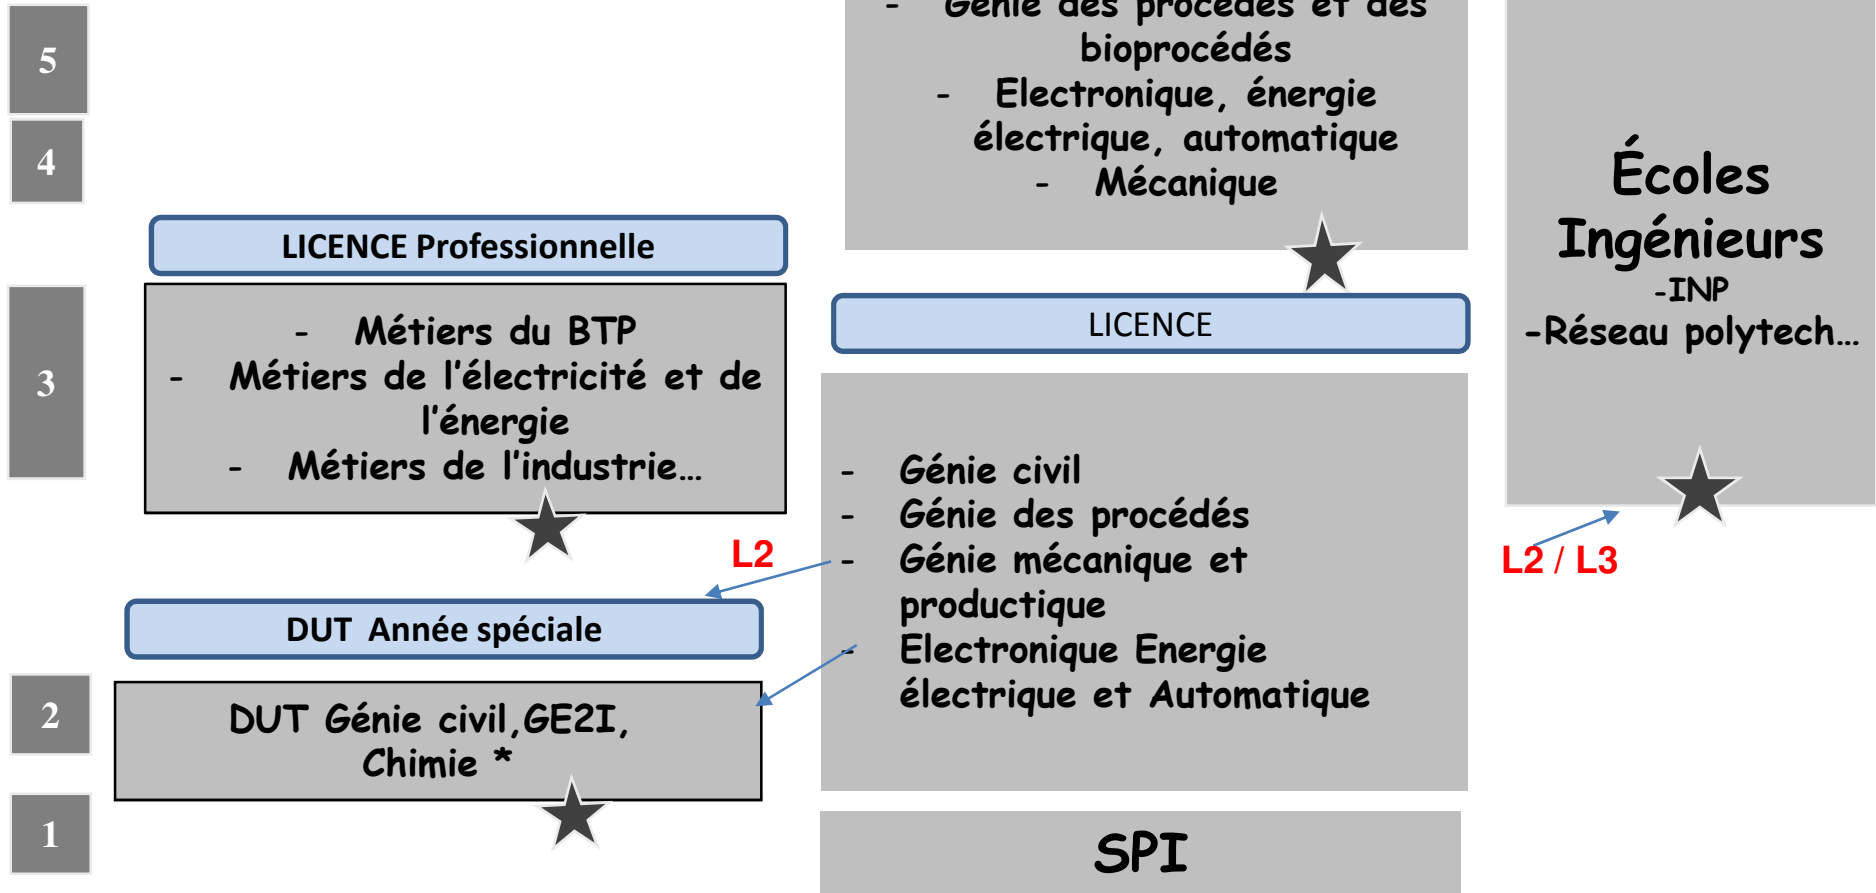 5
4
3
2
1
- Génie des procédés et des
bioprocédés
- Electronique, énergie
électrique, automatique
- Mécanique
LICENCE Professionnelle
- Métiers du BTP
- Métiers de l'électricité et de
l'énergie
- Métiers de l'industrie…
L2
DUT Année spéciale
DUT Génie civil,GE2I,
Chimie *
LICENCE
- Génie civil
- Génie des procédés
- Génie mécanique et
productique
- Electronique Energie
électrique et Automatique
SPI
Écoles
Ingénieurs
-INP
-Réseau polytech…
L2 / L3